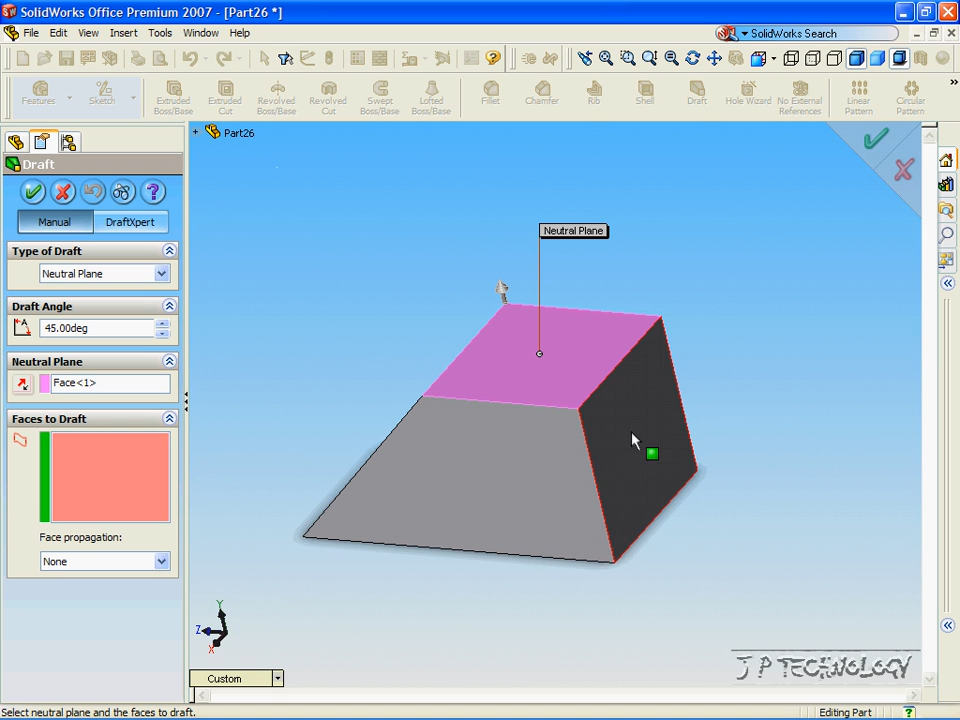 SolidWorks Office Premium 2007 - [Part26 *]
File Edit View Insert Tools Window Help
SolidWorks Search
Features
Sketch
Extruded Boss/Base
Extruded Cut
Revolved Boss/Base
Revolved Cut
Swept Boss/Base
Lofted Boss/Base
Fillet
Chamfer
Rib
Shell
Draft
Hole Wizard
No External References
Linear Pattern
Circular Pattern
Part26
Draft
Manual
DraftXpert
Type of Draft
Neutral Plane
Draft Angle
45.00deg
Neutral Plane
Face<1>
Faces to Draft
Face propagation:
None
Neutral Plane
Y
Z
X
Custom
J P TECHNOLOGY
Select neutral plane and the faces to draft.
Editing Part